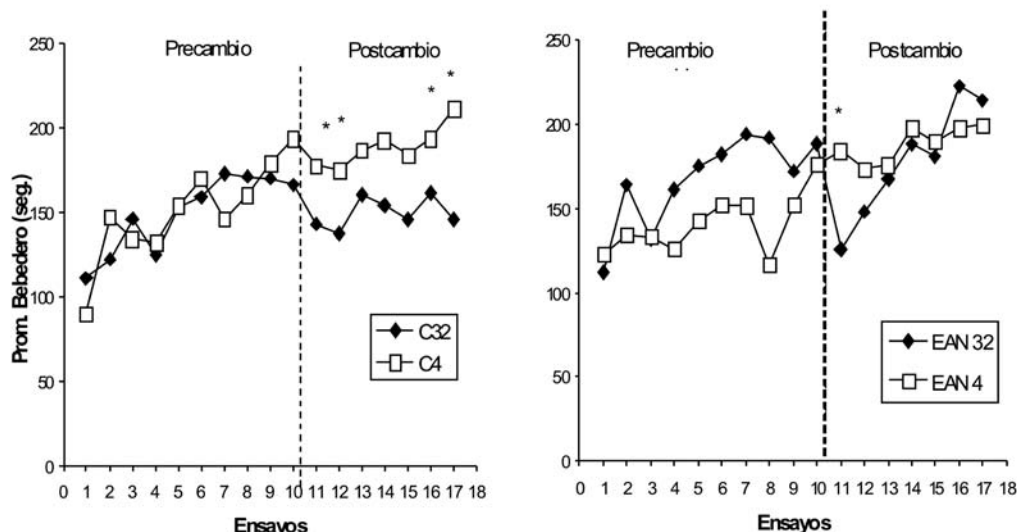 Precambio
Postcambio
Prom. Bebedero (seg.)
250
200
150
100
50
0
* *
* *
C32
C4
0 1 2 3 4 5 6 7 8 9 10 11 12 13 14 15 16 17 18
Ensayos
Precambio
Postcambio
250
200
150
100
50
0
*
EAN 32
EAN 4
0 1 2 3 4 5 6 7 8 9 10 11 12 13 14 15 16 17 18
Ensayos